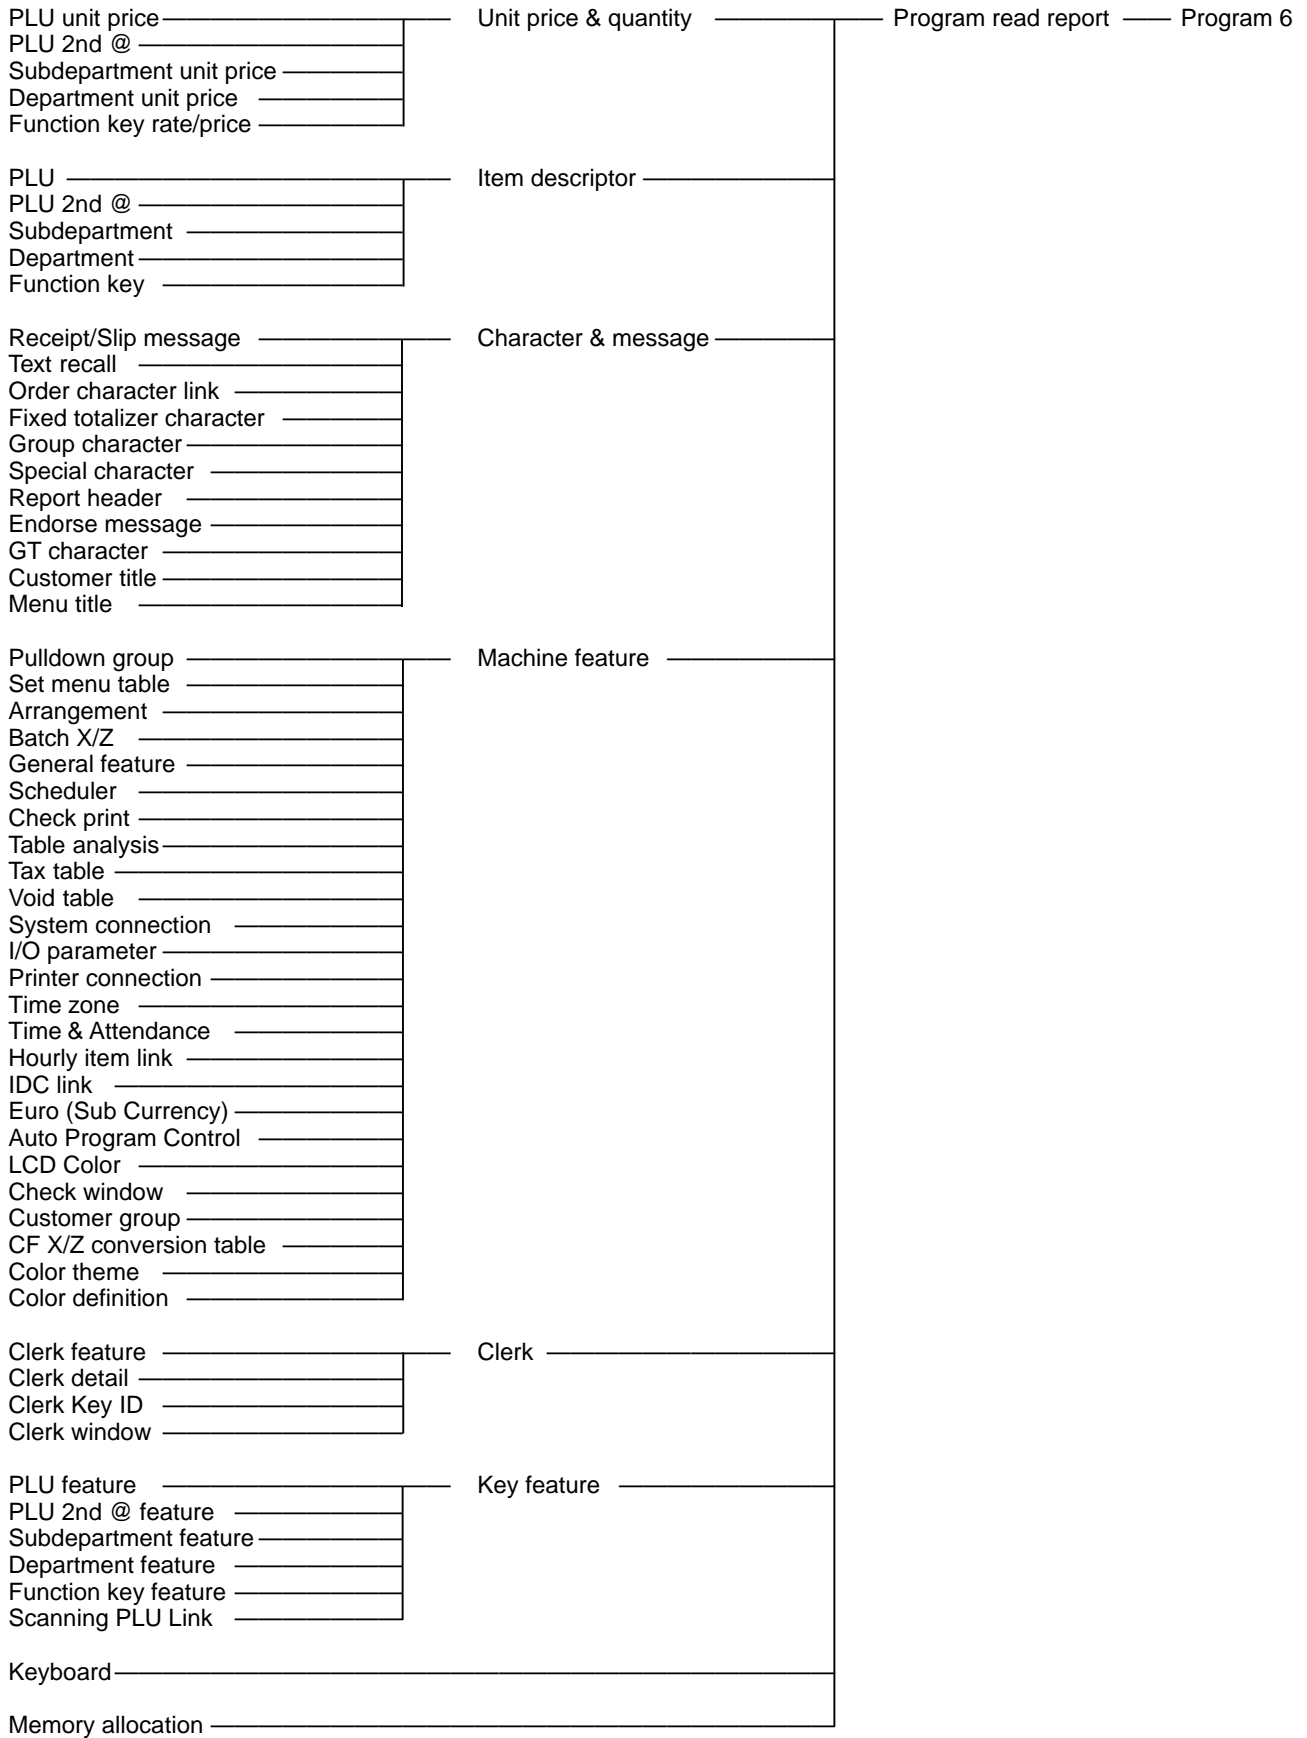 PLU unit price Unit price & quantity Program read report Program 6
PLU 2nd @
Subdepartment unit price
Department unit price
Function key rate/price
PLU Item descriptor
PLU 2nd @
Subdepartment
Department
Function key
Receipt/Slip message Character & message
Text recall
Order character link
Fixed totalizer character
Group character
Special character
Report header
Endorse message
GT character
Customer title
Menu title
Pulldown group Machine feature
Set menu table
Arrangement
Batch X/Z
General feature
Scheduler
Check print
Table analysis
Tax table
Void table
System connection
I/O parameter
Printer connection
Time zone
Time & Attendance
Hourly item link
IDC link
Euro (Sub Currency)
Auto Program Control
LCD Color
Check window
Customer group
CF X/Z conversion table
Color theme
Color definition
Clerk feature Clerk
Clerk detail
Clerk Key ID
Clerk window
PLU feature Key feature
PLU 2nd @ feature
Subdepartment feature
Department feature
Function key feature
Scanning PLU Link
Keyboard
Memory allocation